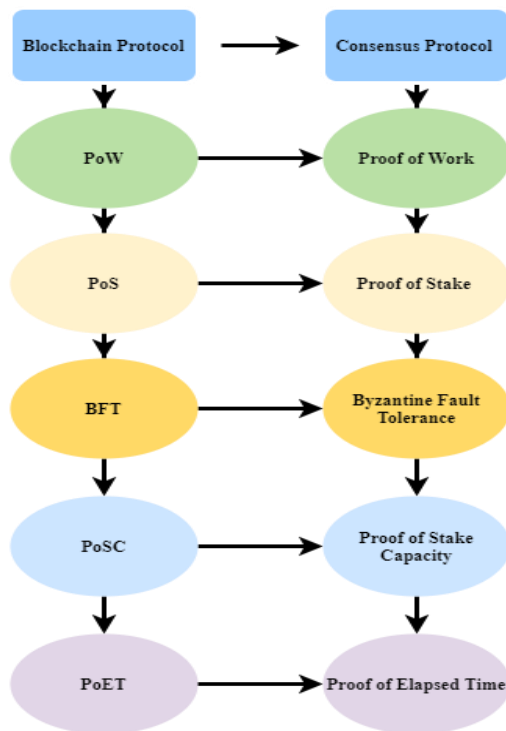 Blockchain Protocol
Consensus Protocol
PoW
Proof of Work
PoS
Proof of Stake
BFT
Byzantine Fault
Tolerance
PoSC
Proof of Stake
Capacity
PoET
Proof of Elapsed Time